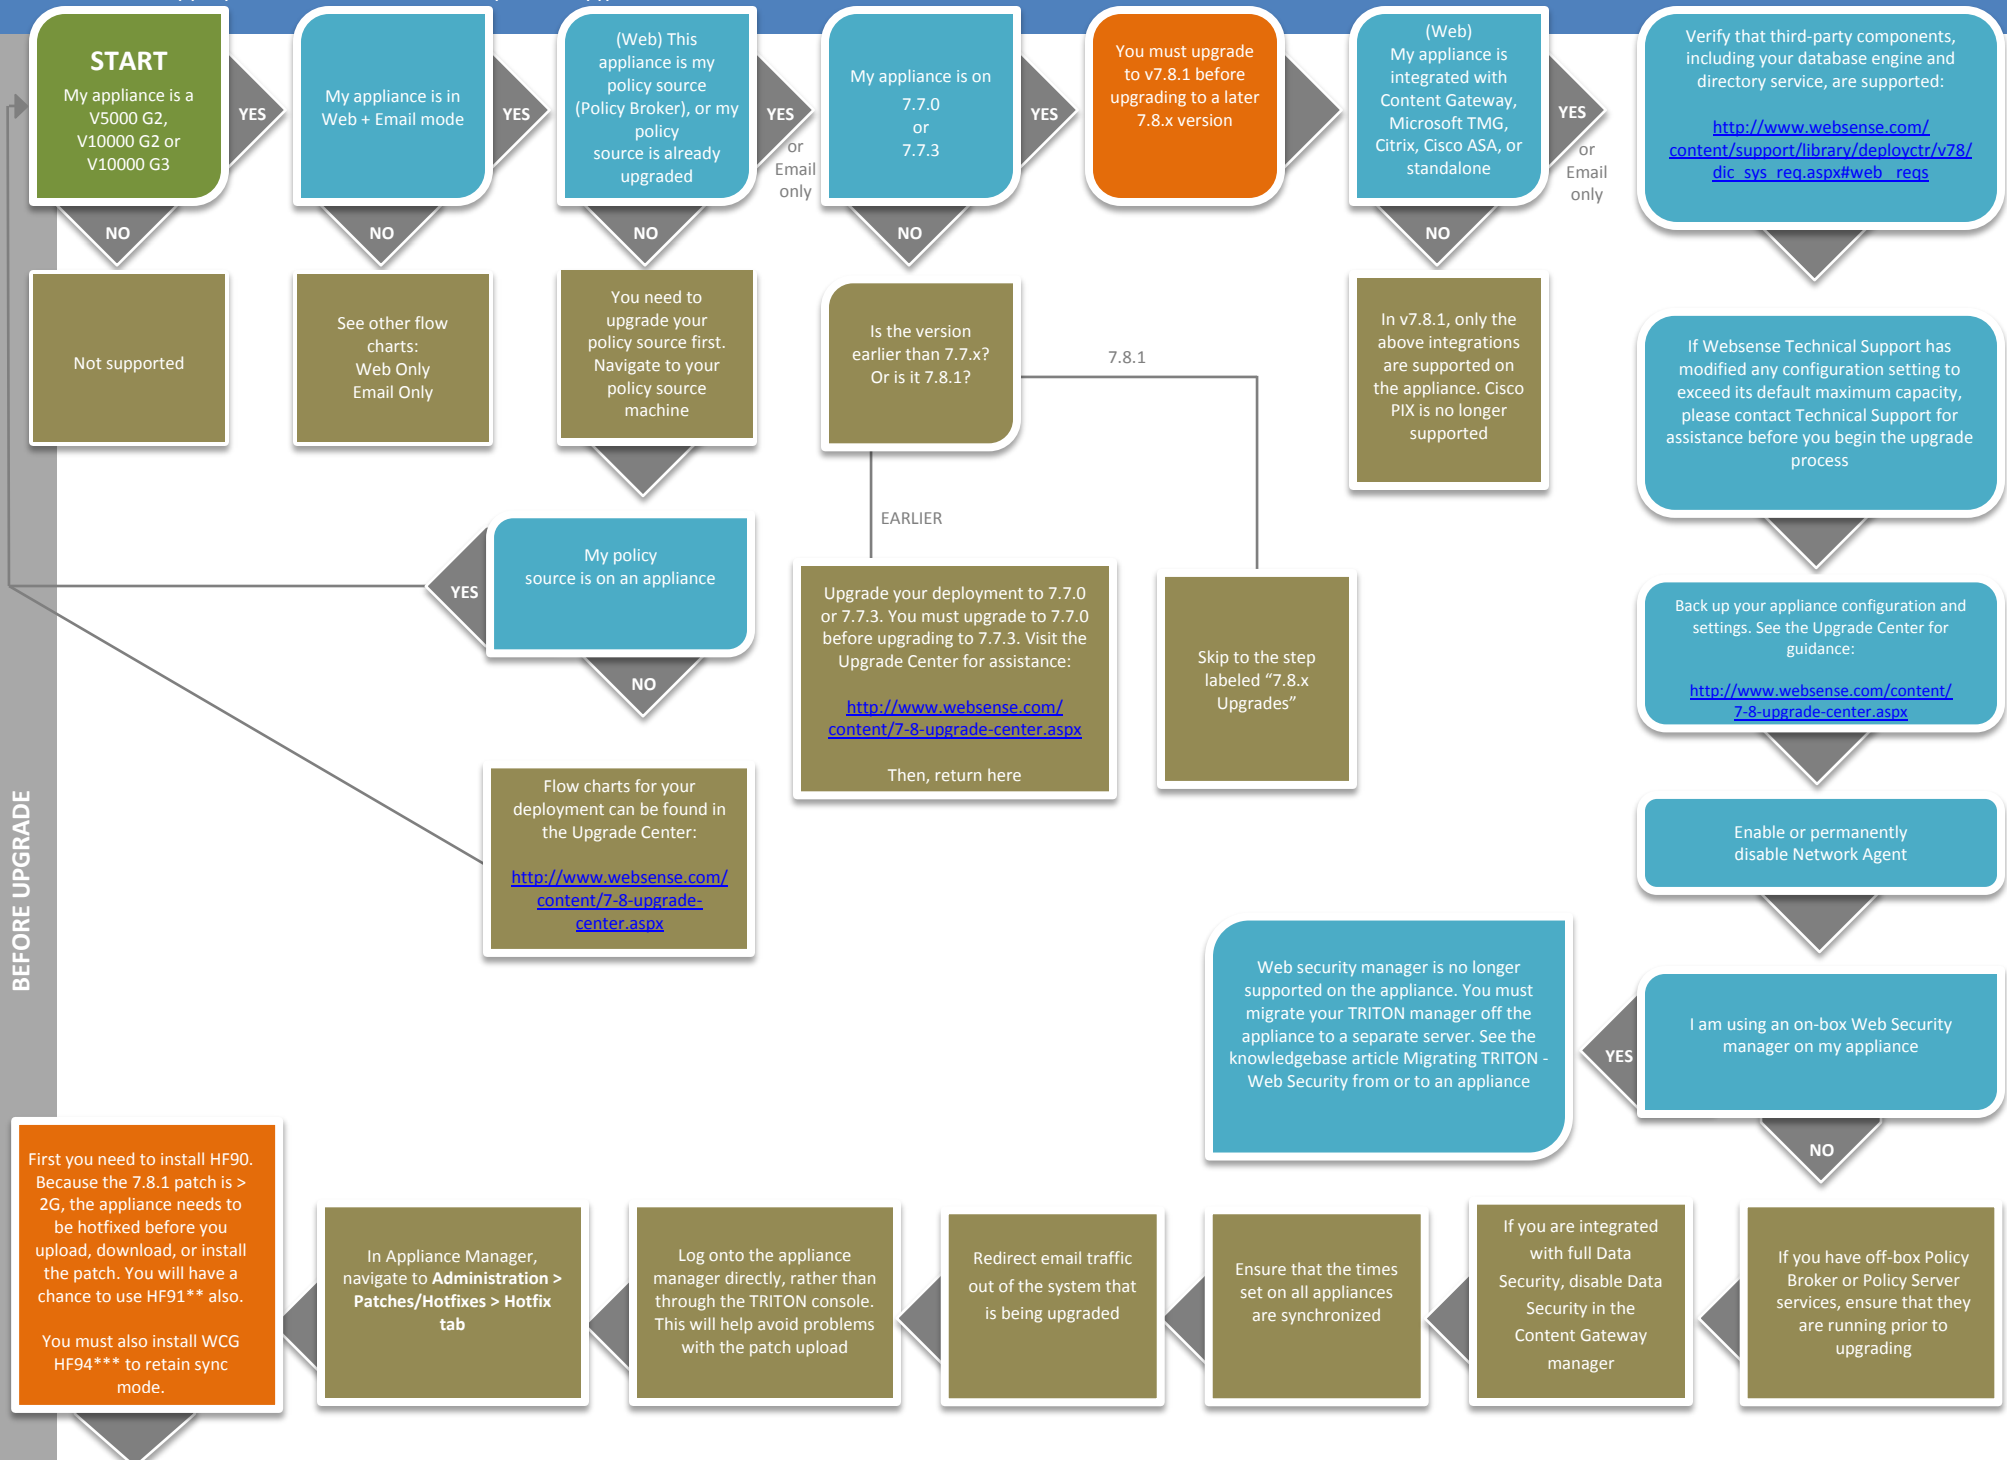 START
My appliance is a
V5000 G2,
V10000 G2 or
V10000 G3
YES
NO
Not supported
My appliance is in
Web + Email mode
YES
NO
See other flow
charts:
Web Only
Email Only
(Web) This
appliance is my
policy source
(Policy Broker), or my
policy
source is already
upgraded
YES
or
Email
only
NO
You need to
upgrade your
policy source first.
Navigate to your
policy source
machine
My policy
source is on an appliance
YES
NO
Flow charts for your
deployment can be found in
the Upgrade Center:
http://www.websense.com/
content/7-8-upgrade-
center.aspx
My appliance is on
7.7.0
or
7.7.3
YES
NO
Is the version
earlier than 7.7.x?
Or is it 7.8.1?
7.8.1
EARLIER
Upgrade your deployment to 7.7.0
or 7.7.3. You must upgrade to 7.7.0
before upgrading to 7.7.3. Visit the
Upgrade Center for assistance:
http://www.websense.com/
content/7-8-upgrade-center.aspx
Then, return here
Skip to the step
labeled “7.8.x
Upgrades”
You must upgrade
to v7.8.1 before
upgrading to a later
7.8.x version
(Web)
My appliance is
integrated with
Content Gateway,
Microsoft TMG,
Citrix, Cisco ASA, or
standalone
YES
or
Email
only
NO
In v7.8.1, only the
above integrations
are supported on
the appliance. Cisco
PIX is no longer
supported
Verify that third-party components,
including your database engine and
directory service, are supported:
http://www.websense.com/
content/support/library/deployctr/v78/
dic_sys_req.aspx#web_reqs
If Websense Technical Support has
modified any configuration setting to
exceed its default maximum capacity,
please contact Technical Support for
assistance before you begin the upgrade
process
Back up your appliance configuration and
settings. See the Upgrade Center for
guidance:
http://www.websense.com/content/
7-8-upgrade-center.aspx
Enable or permanently
disable Network Agent
I am using an on-box Web Security
manager on my appliance
YES
NO
Web security manager is no longer
supported on the appliance. You must
migrate your TRITON manager off the
appliance to a separate server. See the
knowledgebase article Migrating TRITON -
Web Security from or to an appliance
If you have off-box Policy
Broker or Policy Server
services, ensure that they
are running prior to
upgrading
If you are integrated
with full Data
Security, disable Data
Security in the
Content Gateway
manager
Ensure that the times
set on all appliances
are synchronized
Redirect email traffic
out of the system that
is being upgraded
Log onto the appliance
manager directly, rather than
through the TRITON console.
This will help avoid problems
with the patch upload
In Appliance Manager,
navigate to Administration >
Patches/Hotfixes > Hotfix
tab
First you need to install HF90.
Because the 7.8.1 patch is >
2G, the appliance needs to
be hotfixed before you
upload, download, or install
the patch. You will have a
chance to use HF91** also.
You must also install WCG
HF94*** to retain sync
mode.
BEFORE UPGRADE